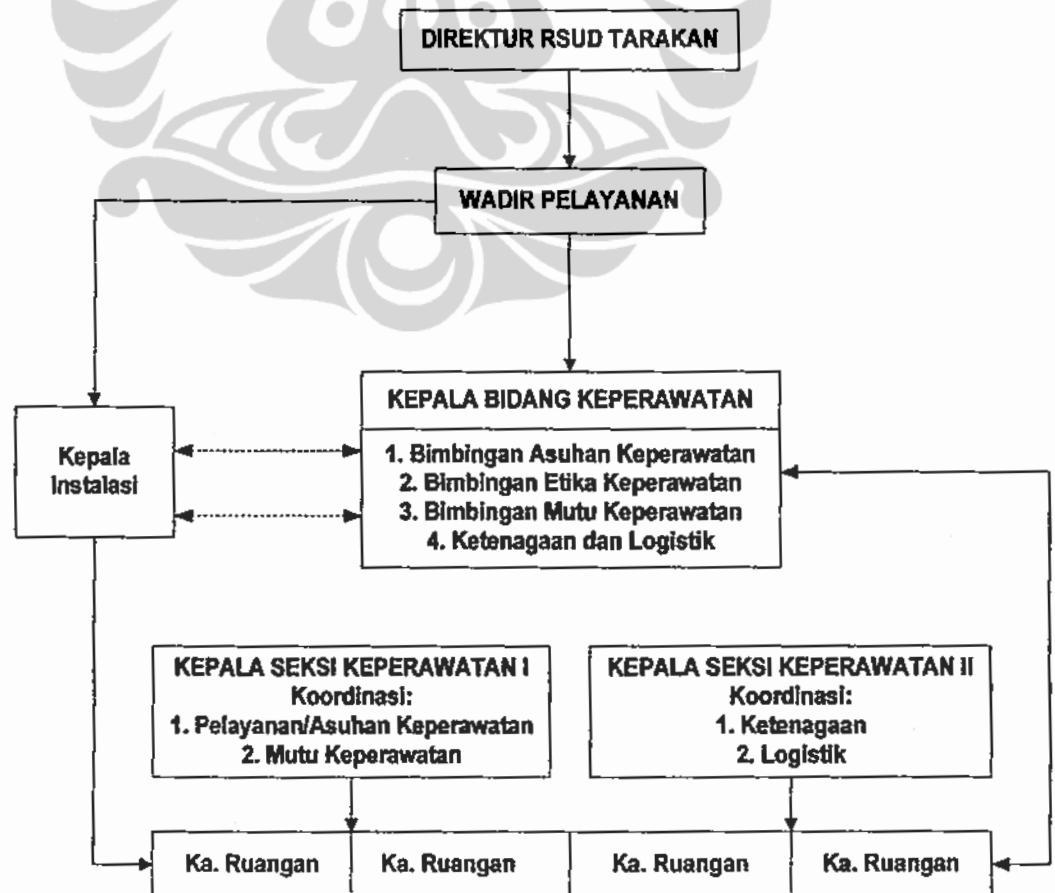 DIREKTUR RSUD TARAKAN
WADIR PELAYANAN
KEPALA BIDANG KEPERAWATAN
1. Bimbingan Asuhan Keperawatan
2. Bimbingan Etika Keperawatan
3. Bimbingan Mutu Keperawatan
4. Ketenagaan dan Logistik
Kepala
Instalasi
KEPALA SEKSI KEPERAWATAN I
Koordinasi:
1. Pelayanan/Asuhan Keperawatan
2. Mutu Keperawatan
KEPALA SEKSI KEPERAWATAN II
Koordinasi:
1. Ketenagaan
2. Logistik
Ka. Ruangan
Ka. Ruangan
Ka. Ruangan
Ka. Ruangan